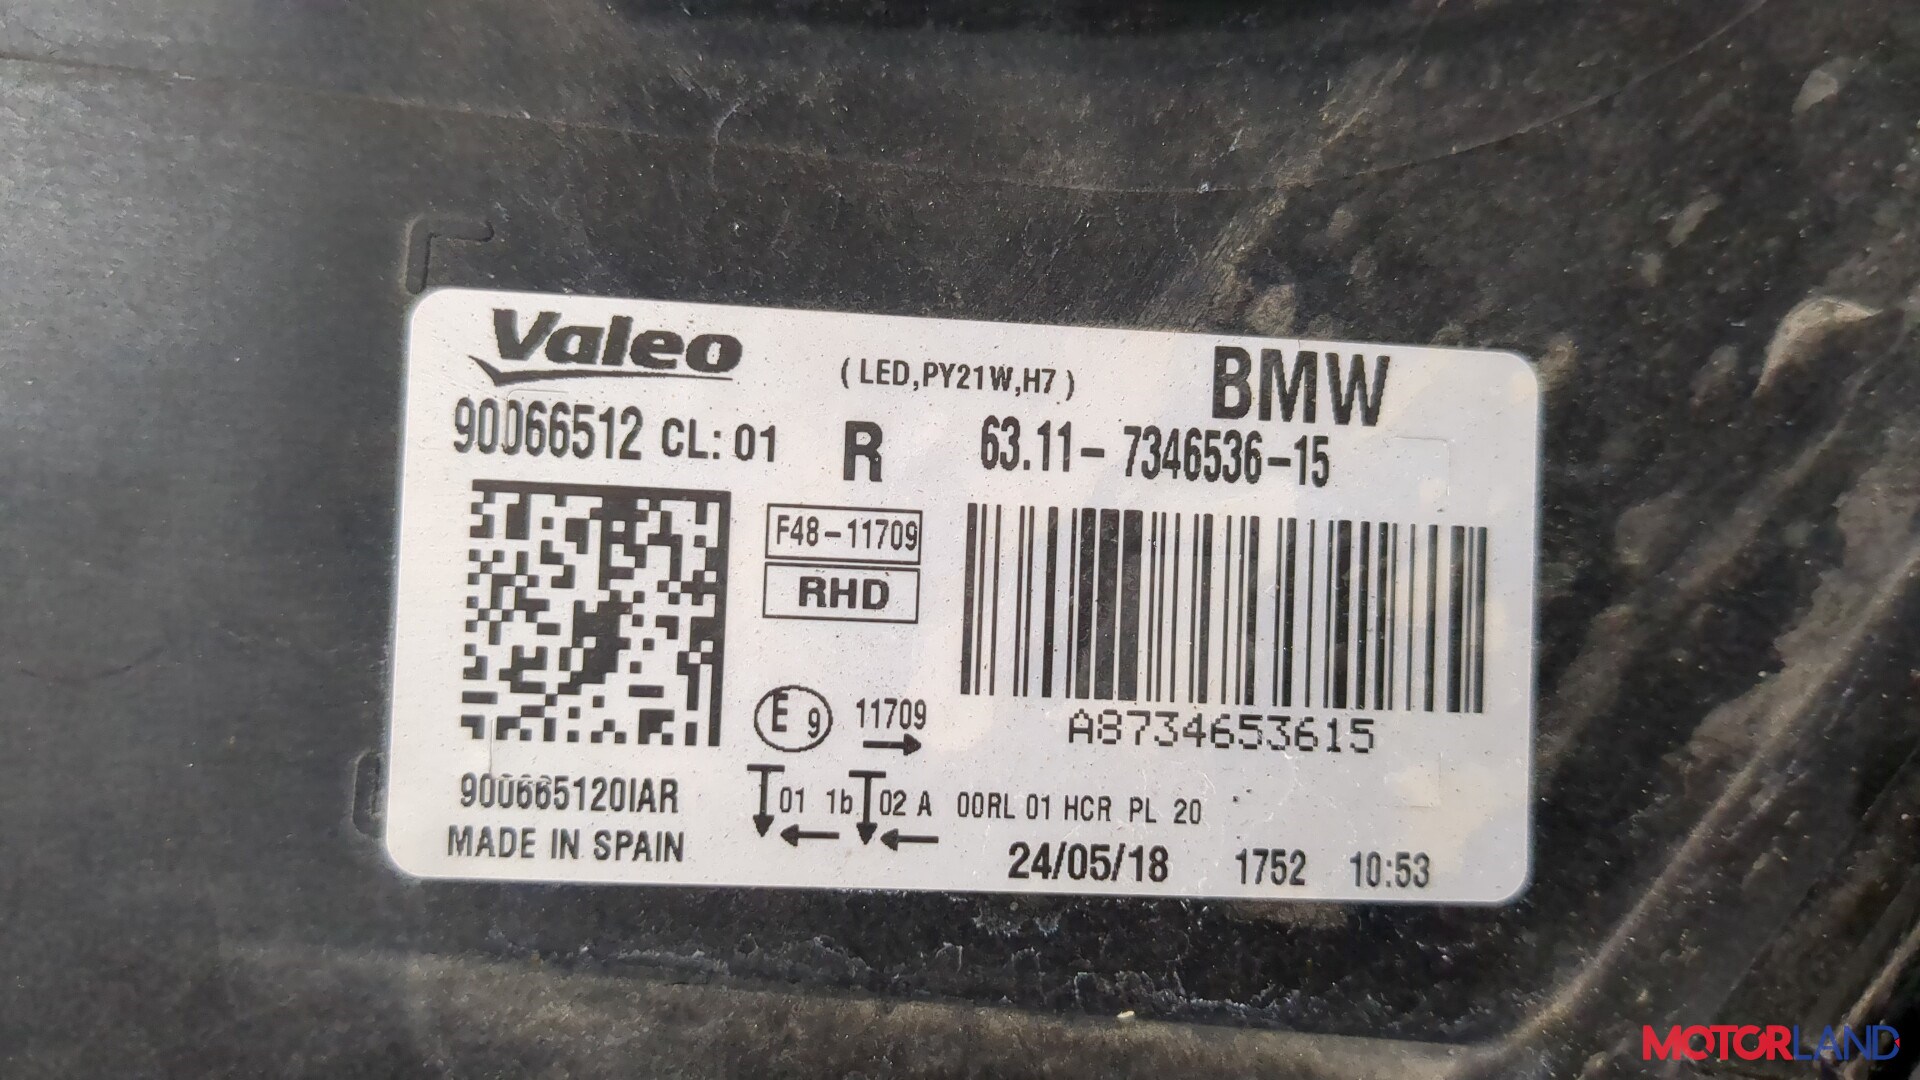 Valeo
(LED,PY21W,H7)
BMW
90066512 CL: 01
R
63.11- 7346536-15
F48-11709
RHD
A8734653615
E 9
11709
900665120IAR
01 1b 02 A 00RL 01 HCR PL 20
MADE IN SPAIN
24/05/18 1752 10:53
MOTORLAND